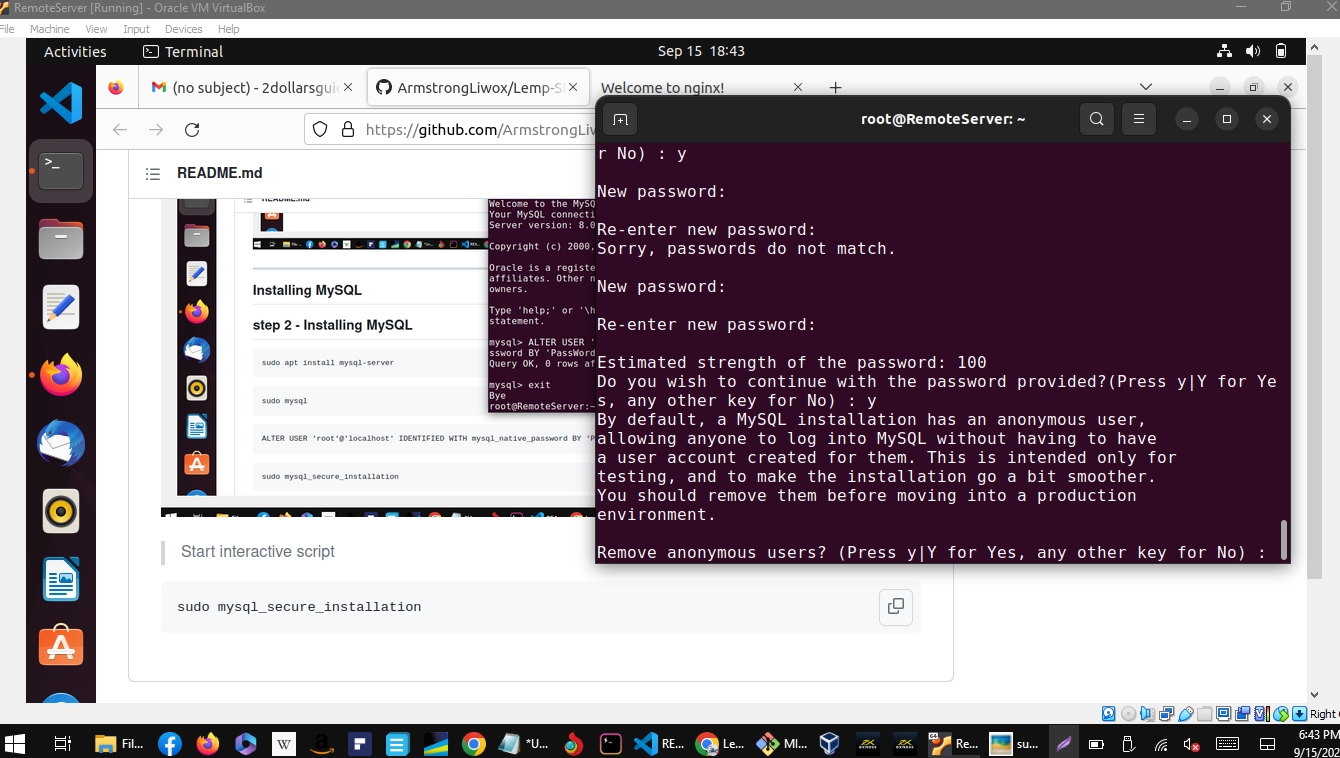 RemoteServer [Running] - Oracle VM VirtualBox
File Machine View Input Devices Help
Activities Terminal Sep 15 18:43
(no subject) - 2dollarsgui
ArmstrongLiwox/Lemp-S
Welcome to nginx!
https://github.com/ArmstrongLiw
README.md
Installing MySQL
step 2 - Installing MySQL
sudo apt install mysql-server
sudo mysql
ALTER USER 'root'@'localhost' IDENTIFIED WITH mysql_native_password BY 'P
sudo mysql_secure_installation
Welcome to the MySQ
Your MySQL connecti
Server version: 8.0
Copyright (c) 2000,
Oracle is a registe
affiliates. Other n
owners.
Type 'help;' or '\h
statement.
mysql> ALTER USER '
ssword BY 'PassWord
Query OK, 0 rows af
mysql> exit
Bye
root@RemoteServer:~
Start interactive script
sudo mysql_secure_installation
root@RemoteServer: ~
r No) : y
New password:
Re-enter new password:
Sorry, passwords do not match.
New password:
Re-enter new password:
Estimated strength of the password: 100
Do you wish to continue with the password provided?(Press y|Y for Ye
s, any other key for No) : y
By default, a MySQL installation has an anonymous user,
allowing anyone to log into MySQL without having to have
a user account created for them. This is intended only for
testing, and to make the installation go a bit smoother.
You should remove them before moving into a production
environment.
Remove anonymous users? (Press y|Y for Yes, any other key for No) :
Right
Fil... *U... RE... Le... MI... Re... su...
6:43 PM
9/15/202